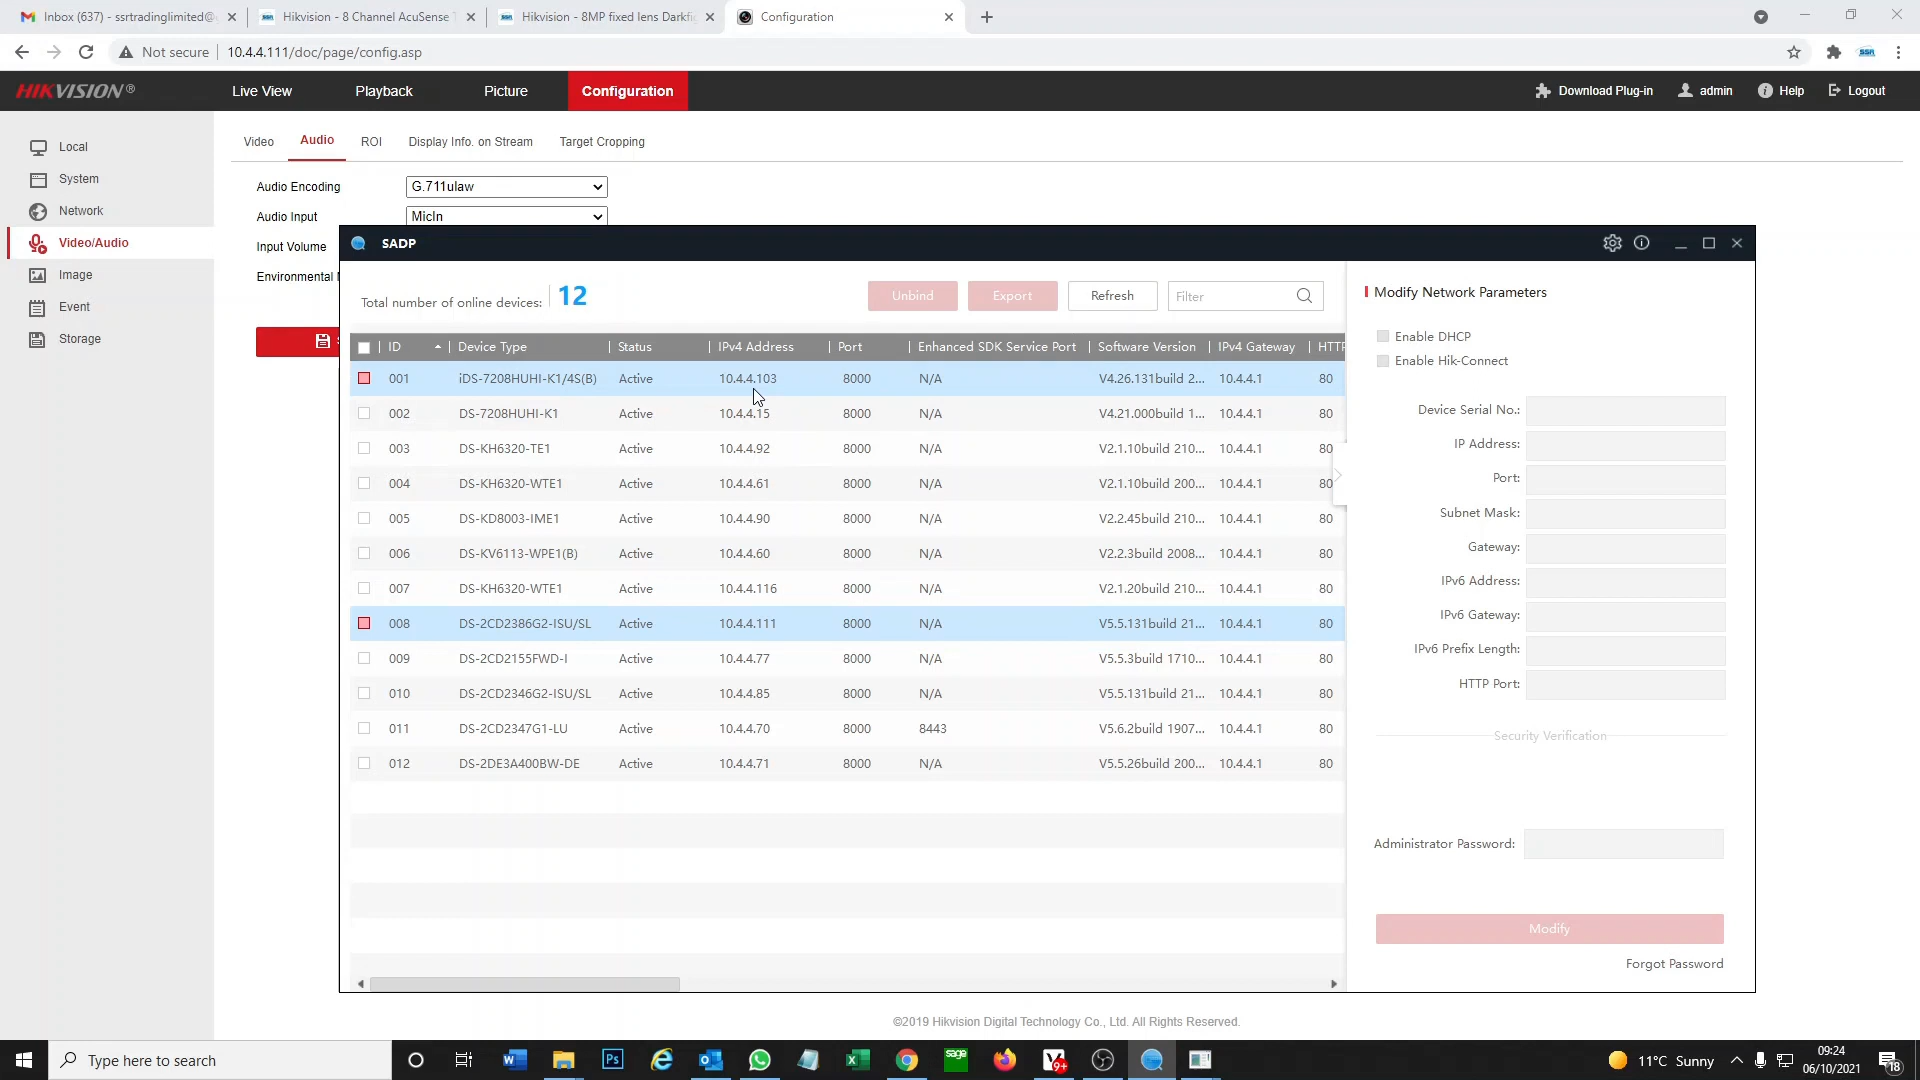 Inbox (637) - ssrtradinglimited@
Hikvision - 8 Channel AcuSense
Hikvision - 8MP fixed lens Darkfi
Configuration
Not secure
10.4.4.111/doc/page/config.asp
HIKVISION®
Live View
Playback
Picture
Configuration
Download Plug-in
admin
Help
Logout
Local
System
Network
Video/Audio
Image
Event
Storage
Video
Audio
ROI
Display Info. on Stream
Target Cropping
Audio Encoding
G.711ulaw
Audio Input
MicIn
Input Volume
Environmental
SADP
Total number of online devices:
12
Unbind
Export
Refresh
Filter
ID Device Type Status IPv4 Address Port Enhanced SDK Service Port Software Version IPv4 Gateway HTTP
001 iDS-7208HUHI-K1/4S(B) Active 10.4.4.103 8000 N/A V4.26.131build 2... 10.4.4.1 80
002 DS-7208HUHI-K1 Active 10.4.4.15 8000 N/A V4.21.000build 1... 10.4.4.1 80
003 DS-KH6320-TE1 Active 10.4.4.92 8000 N/A V2.1.10build 210... 10.4.4.1 80
004 DS-KH6320-WTE1 Active 10.4.4.61 8000 N/A V2.1.10build 200... 10.4.4.1 80
005 DS-KD8003-IME1 Active 10.4.4.90 8000 N/A V2.2.45build 210... 10.4.4.1 80
006 DS-KV6113-WPE1(B) Active 10.4.4.60 8000 N/A V2.2.3build 2008... 10.4.4.1 80
007 DS-KH6320-WTE1 Active 10.4.4.116 8000 N/A V2.1.20build 210... 10.4.4.1 80
008 DS-2CD2386G2-ISU/SL Active 10.4.4.111 8000 N/A V5.5.131build 21... 10.4.4.1 80
009 DS-2CD2155FWD-I Active 10.4.4.77 8000 N/A V5.5.3build 1710... 10.4.4.1 80
010 DS-2CD2346G2-ISU/SL Active 10.4.4.85 8000 N/A V5.5.131build 21... 10.4.4.1 80
011 DS-2CD2347G1-LU Active 10.4.4.70 8000 8443 V5.6.2build 1907... 10.4.4.1 80
012 DS-2DE3A400BW-DE Active 10.4.4.71 8000 N/A V5.5.26build 200... 10.4.4.1 80
Modify Network Parameters
Enable DHCP
Enable Hik-Connect
Device Serial No.:
IP Address:
Port:
Subnet Mask:
Gateway:
IPv6 Address:
IPv6 Gateway:
IPv6 Prefix Length:
HTTP Port:
Security Verification
Administrator Password:
Modify
Forgot Password
©2019 Hikvision Digital Technology Co., Ltd. All Rights Reserved.
Type here to search
sage
9+
11°C Sunny
09:24
06/10/2021
18